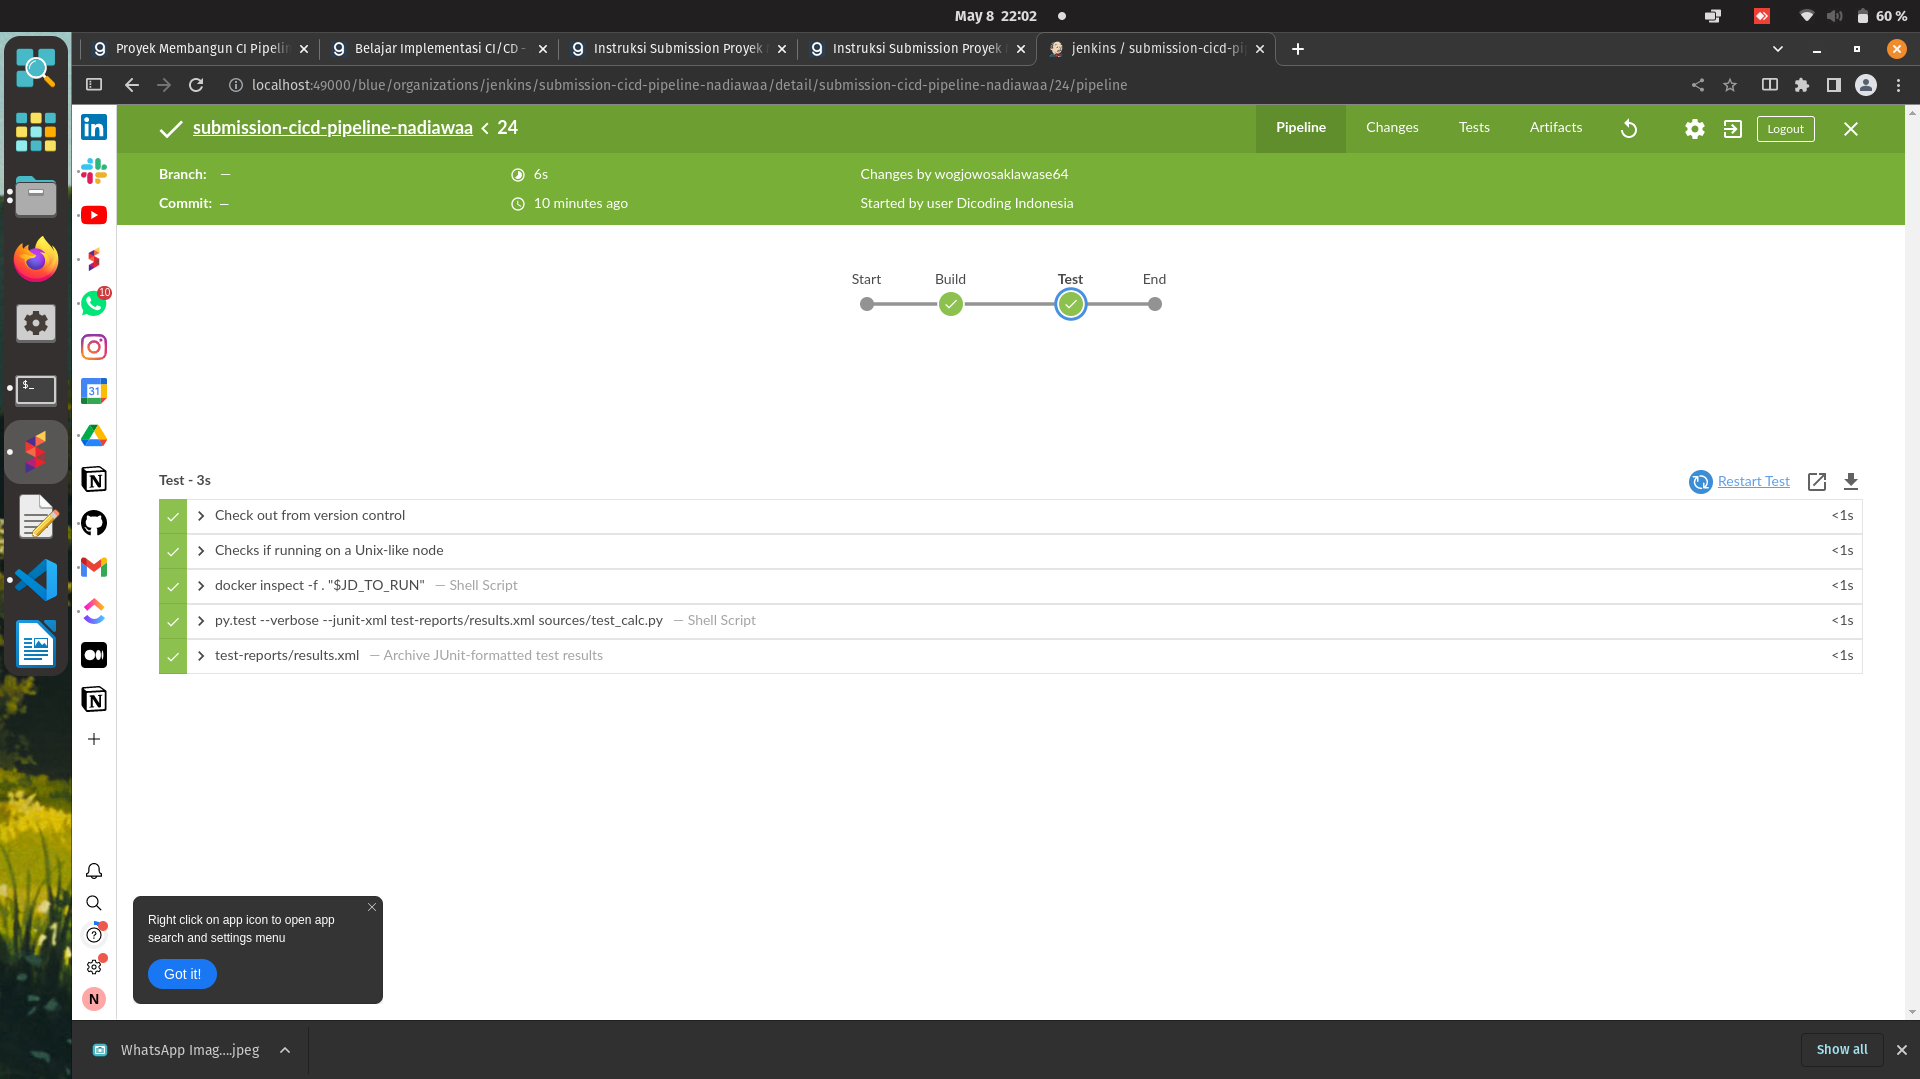 May 8 22:02
60 %
Proyek Membangun CI Pipelin
Belajar Implementasi CI/CD -
Instruksi Submission Proyek
Instruksi Submission Proyek
jenkins / submission-cicd-pi
localhost:49000/blue/organizations/jenkins/submission-cicd-pipeline-nadiawaa/detail/submission-cicd-pipeline-nadiawaa/24/pipeline
submission-cicd-pipeline-nadiawaa < 24
Pipeline
Changes
Tests
Artifacts
Logout
Branch: —
6s
Changes by wogjowosaklawase64
Commit: —
10 minutes ago
Started by user Dicoding Indonesia
10
31
$_
Start
Build
Test
End
Test - 3s
Restart Test
Check out from version control
<1s
Checks if running on a Unix-like node
<1s
docker inspect -f . "$JD_TO_RUN" — Shell Script
<1s
py.test --verbose --junit-xml test-reports/results.xml sources/test_calc.py — Shell Script
<1s
test-reports/results.xml — Archive JUnit-formatted test results
<1s
Right click on app icon to open app
search and settings menu
Got it!
N
WhatsApp Imag....jpeg
Show all